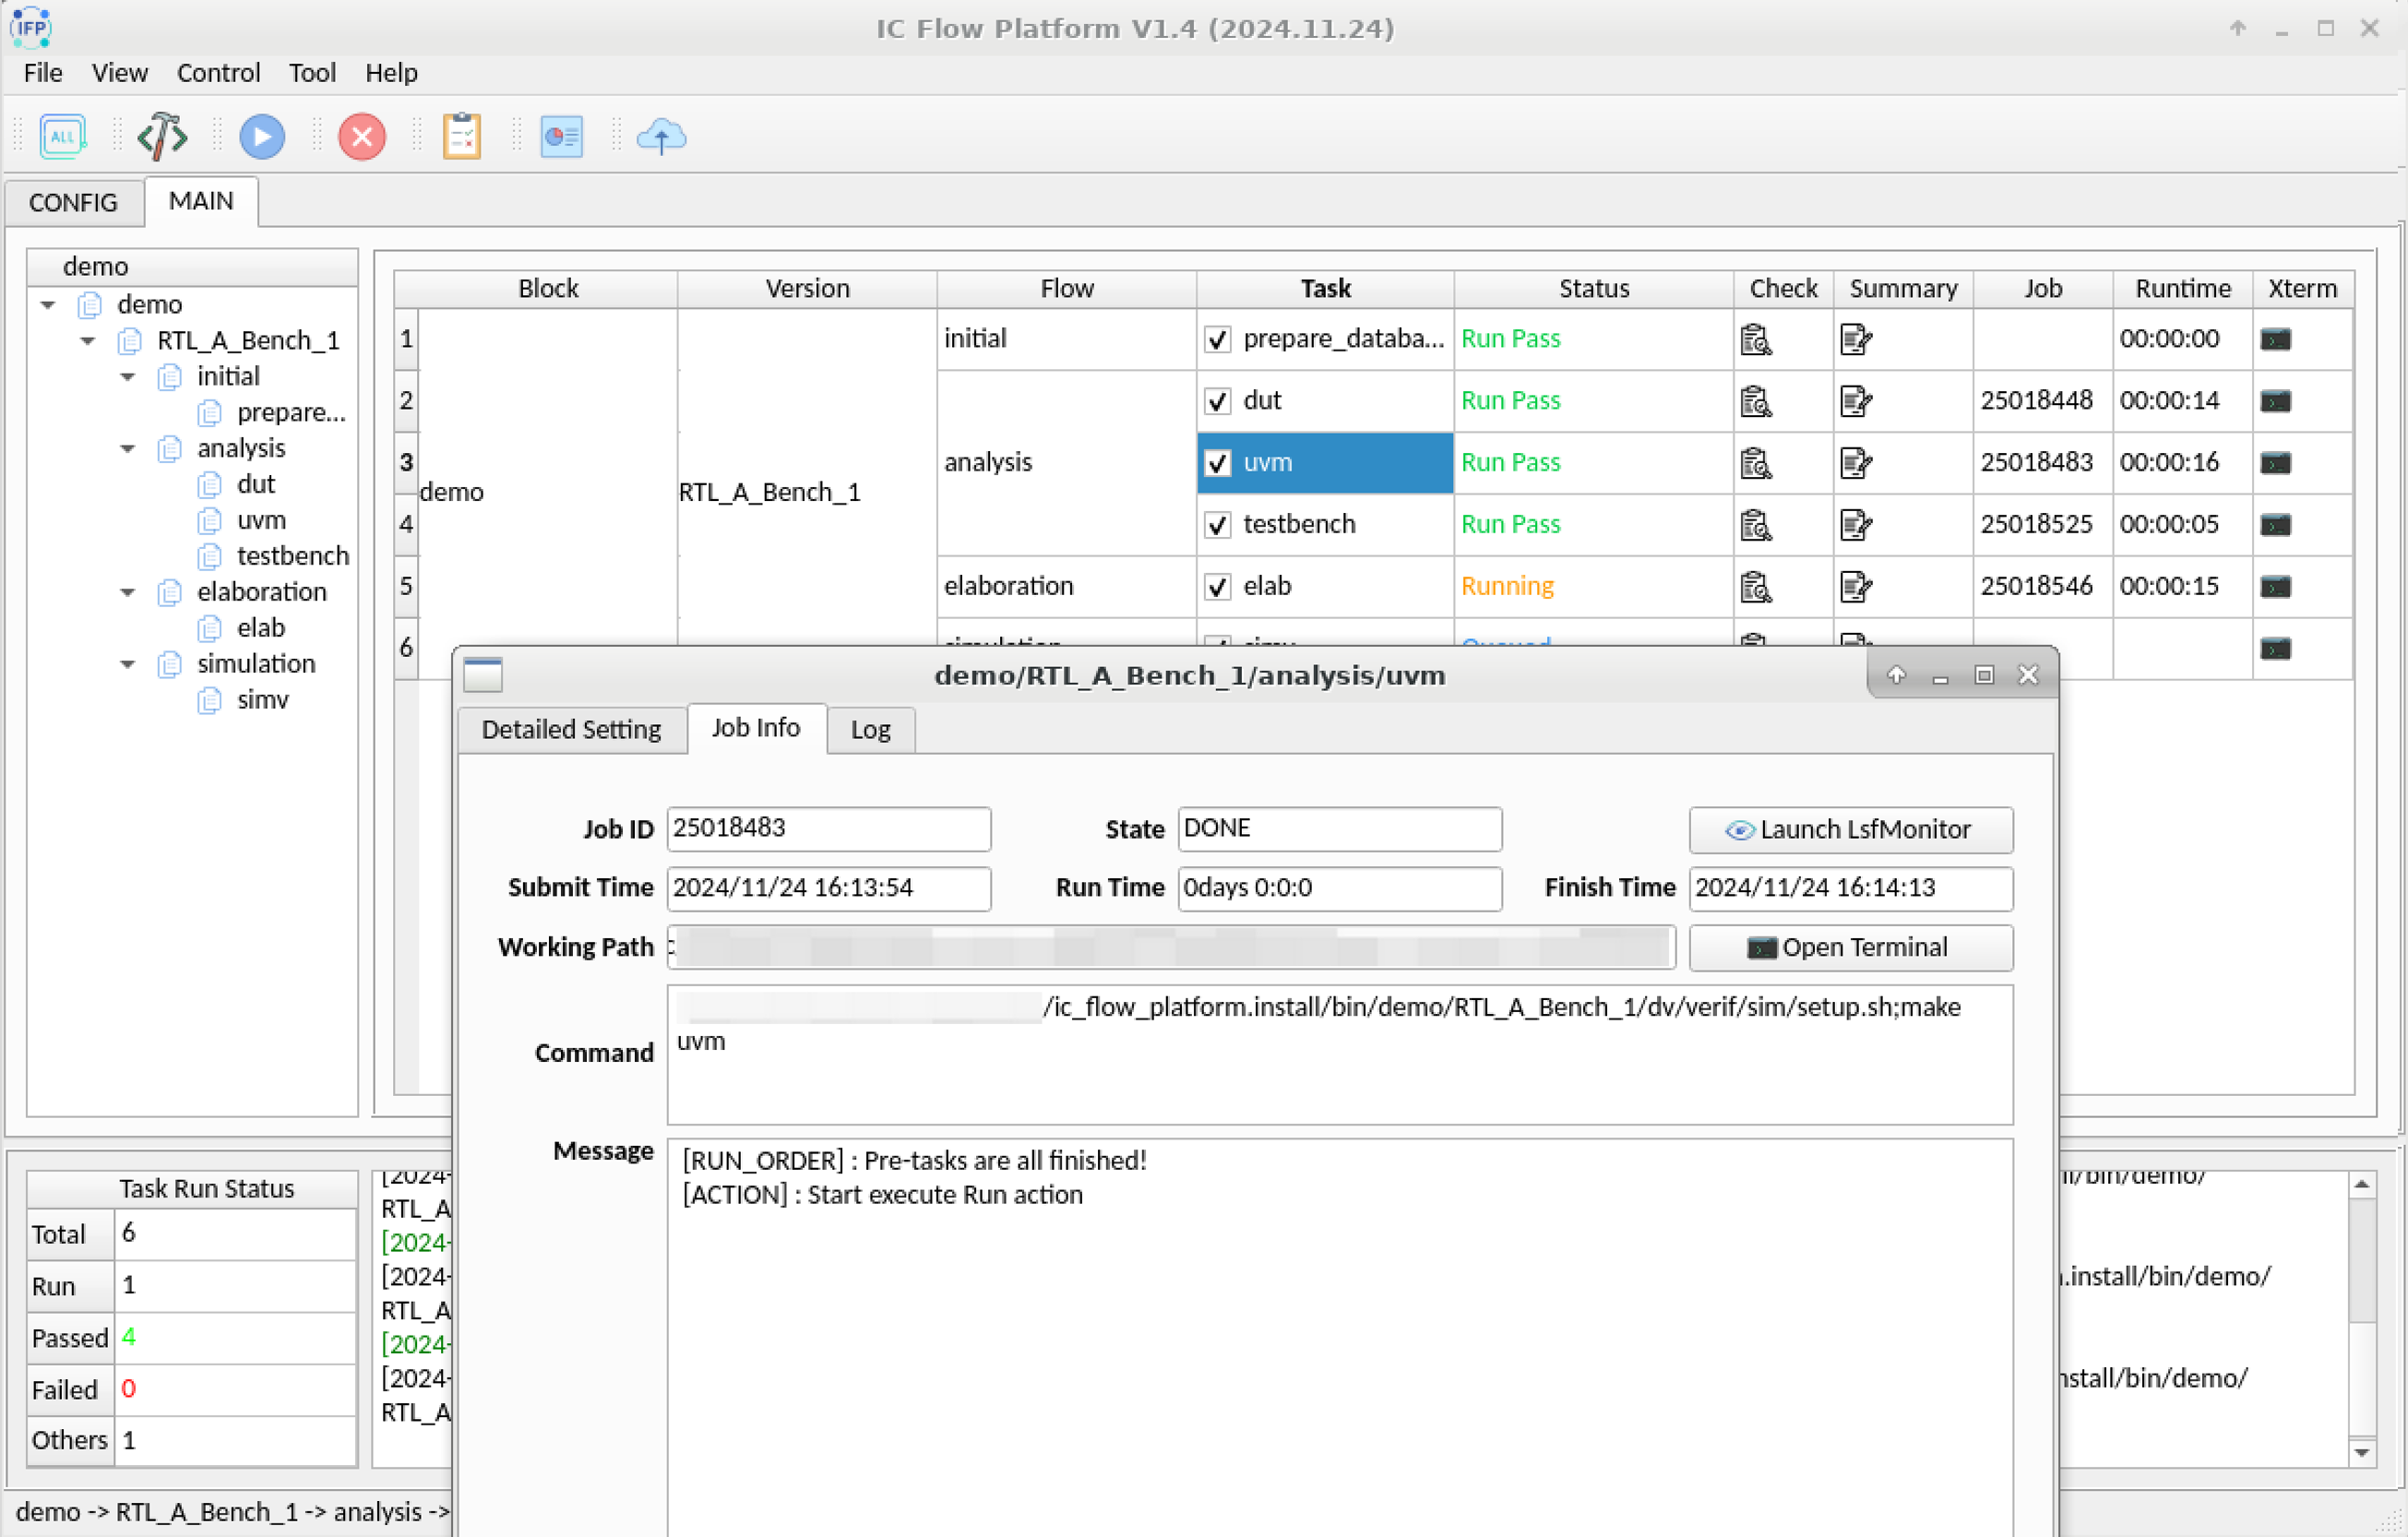 IFP
IC Flow Platform V1.4 (2024.11.24)
File View Control Tool Help
ALL
CONFIG MAIN
demo
demo
RTL_A_Bench_1
initial
prepare...
analysis
dut
uvm
testbench
elaboration
elab
simulation
simv
Block Version Flow Task Status Check Summary Job Runtime Xterm
1 initial prepare_databa... Run Pass 00:00:00
2 dut Run Pass 25018448 00:00:14
3 analysis uvm Run Pass 25018483 00:00:16
demo RTL_A_Bench_1
4 testbench Run Pass 25018525 00:00:05
5 elaboration elab Running 25018546 00:00:15
6 simulation simv Queued
demo/RTL_A_Bench_1/analysis/uvm
Detailed Setting Job Info Log
Job ID 25018483 State DONE Launch LsfMonitor
Submit Time 2024/11/24 16:13:54 Run Time 0days 0:0:0 Finish Time 2024/11/24 16:14:13
Working Path Open Terminal
/ic_flow_platform.install/bin/demo/RTL_A_Bench_1/dv/verif/sim/setup.sh;make
uvm
Command
Message
[RUN_ORDER] : Pre-tasks are all finished!
[ACTION] : Start execute Run action
Task Run Status
Total 6
Run 1
Passed 4
Failed 0
Others 1
[2024-
RTL_A
[2024-
[2024-
RTL_A
[2024-
[2024-
RTL_A
/bin/demo/
.install/bin/demo/
nstall/bin/demo/
demo -> RTL_A_Bench_1 -> analysis ->